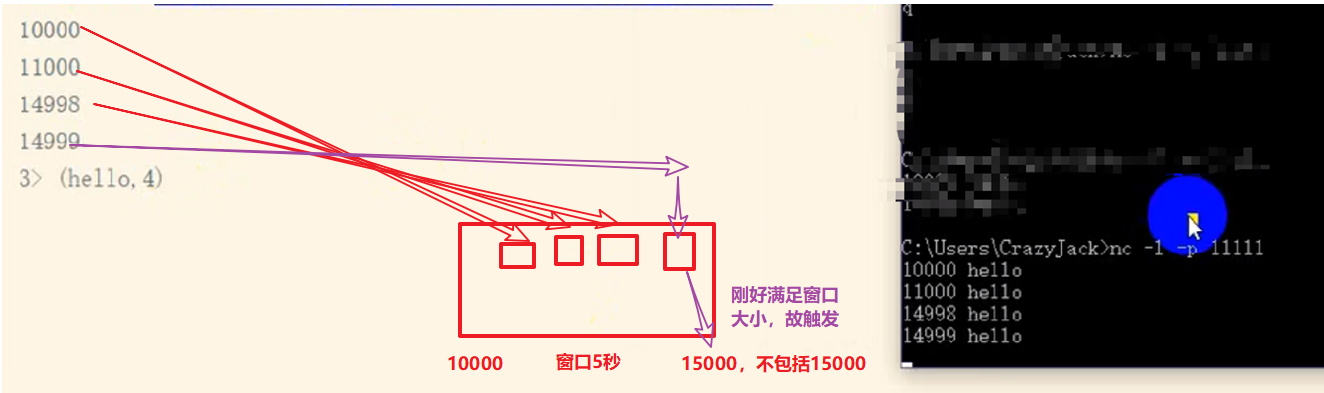 10000
11000
14998
14999
3> (hello,4)
刚好满足窗口
大小，故触发
10000
窗口5秒
15000，不包括15000
q
C:\Users\CrazyJack>nc -l -p 11111
10000 hello
11000 hello
14998 hello
14999 hello